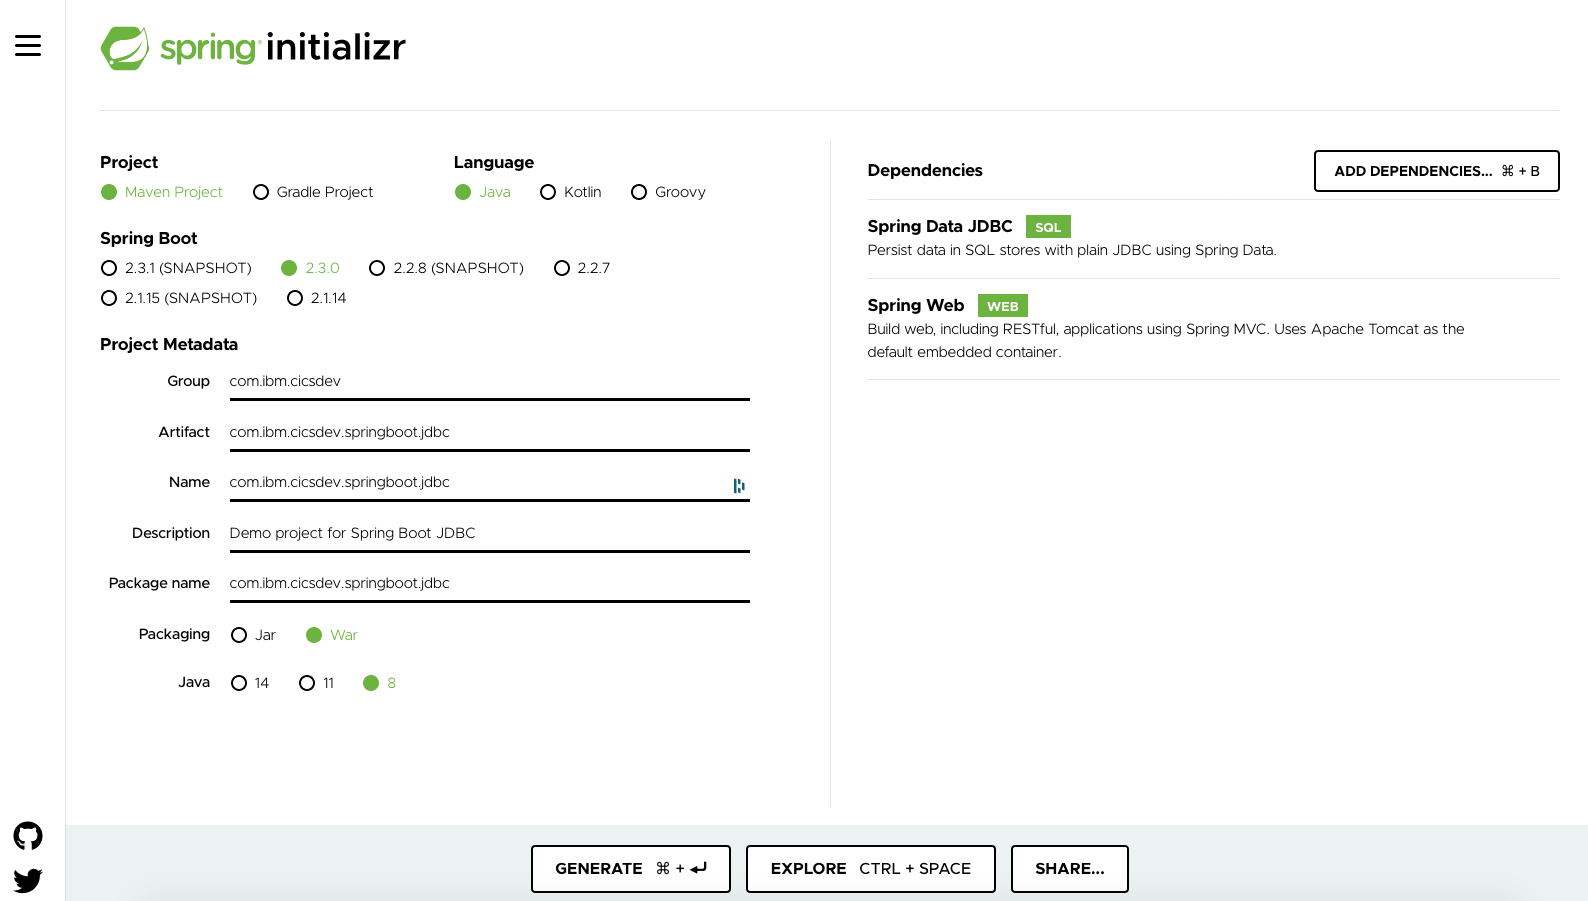 spring initializr
Project
Maven Project Gradle Project
Language
Java Kotlin Groovy
Spring Boot
2.3.1 (SNAPSHOT) 2.3.0 2.2.8 (SNAPSHOT) 2.2.7
2.1.15 (SNAPSHOT) 2.1.14
Project Metadata
Group com.ibm.cicsdev
Artifact com.ibm.cicsdev.springboot.jdbc
Name com.ibm.cicsdev.springboot.jdbc
Description Demo project for Spring Boot JDBC
Package name com.ibm.cicsdev.springboot.jdbc
Packaging Jar War
Java 14 11 8
Dependencies
ADD DEPENDENCIES... ⌘ + B
Spring Data JDBC SQL
Persist data in SQL stores with plain JDBC using Spring Data.
Spring Web WEB
Build web, including RESTful, applications using Spring MVC. Uses Apache Tomcat as the
default embedded container.
GENERATE ⌘ + ↵
EXPLORE CTRL + SPACE
SHARE...